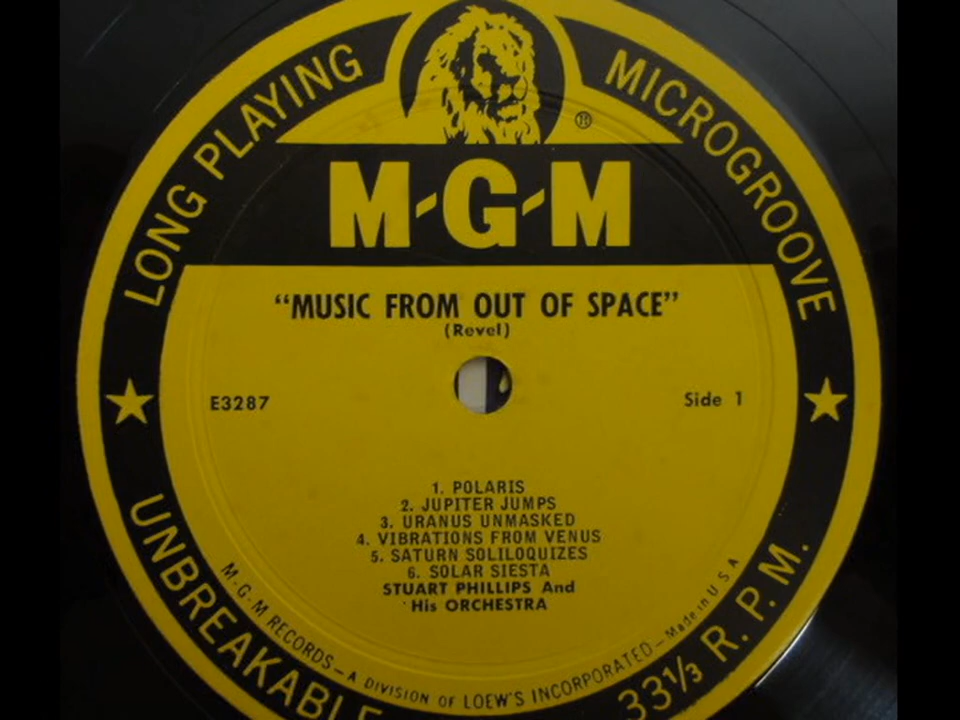 LONG PLAYING
MICROGROOVE
®
M-G-M
"MUSIC FROM OUT OF SPACE"
(Revel)
E3287
Side 1
1. POLARIS
2. JUPITER JUMPS
3. URANUS UNMASKED
4. VIBRATIONS FROM VENUS
5. SATURN SOLILOQUIZES
6. SOLAR SIESTA
STUART PHILLIPS And
His ORCHESTRA
M-G-M RECORDS—A DIVISION OF LOEW'S INCORPORATED—Made in U S A
UNBREAKABLE
33⅓ R.P.M.